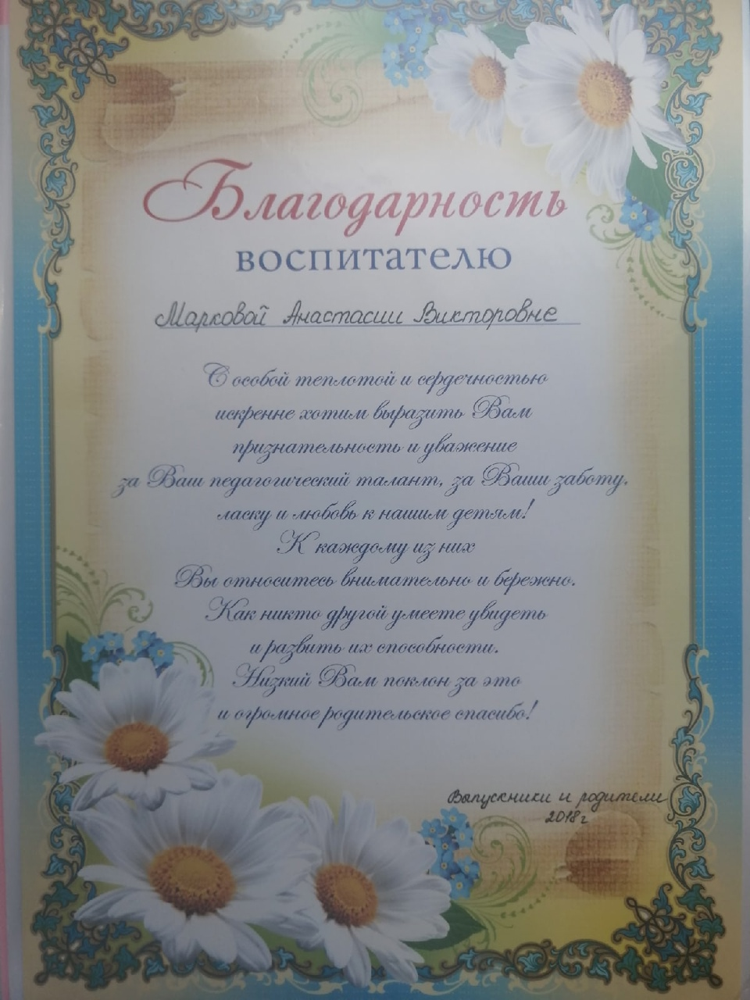 Благодарность
воспитателю
Марковой Анастасии Викторовне
С особой теплотой и сердечностью
искренне хотим выразить Вам
признательность и уважение
за Ваш педагогический талант, за Ваши заботу,
ласку и любовь к нашим детям!
К каждому из них
Вы относитесь внимательно и бережно.
Как никто другой умеете увидеть
и развить их способности.
Низкий Вам поклон за это
и огромное родительское спасибо!
Выпускники и родители
2018г